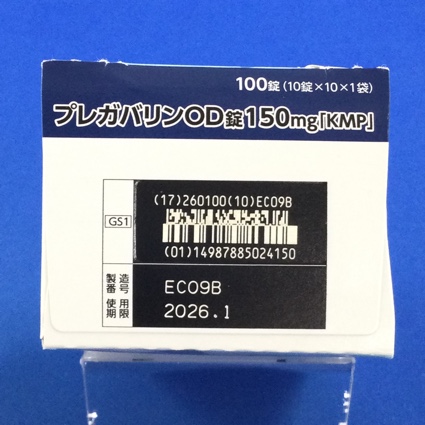 100錠(10錠×10×1袋)
プレガバリンOD錠150mg「KMP」
(17)260100(10)EC09B
GS1
(01)14987885024150
製造番号 EC09B
使用期限 2026.1